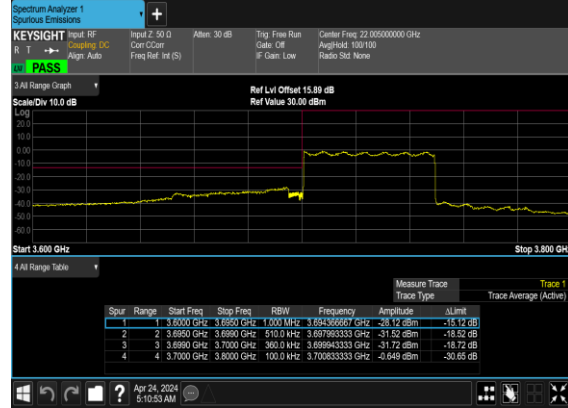 Spectrum Analyzer 1
Spurious Emissions
KEYSIGHT Input: RF Input Z: 50 Ω Atten: 30 dB Trig: Free Run Center Freq: 22.005000000 GHz
R T Coupling: DC Corr CCorr Gate: Off Avg|Hold: 100/100
Align: Auto Freq Ref: Int (S) IF Gain: Low Radio Std: None
PASS
3 All Range Graph
Ref Lvl Offset 15.89 dB
Scale/Div 10.0 dB Ref Value 30.00 dBm
Log
20.0
10.0
0.00
-10.0
-20.0
-30.0
-40.0
-50.0
-60.0
Start 3.600 GHz Stop 3.800 GH
4 All Range Table
Measure Trace Trace 1
Trace Type Trace Average (Active)
Spur Range Start Freq Stop Freq RBW Frequency Amplitude ΔLimit
1 1 3.6000 GHz 3.6950 GHz 1.000 MHz 3.694366667 GHz -28.12 dBm -15.12 dB
2 2 3.6950 GHz 3.6990 GHz 510.0 kHz 3.697993333 GHz -31.52 dBm -18.52 dB
3 3 3.6990 GHz 3.7000 GHz 360.0 kHz 3.699943333 GHz -31.72 dBm -18.72 dB
4 4 3.7000 GHz 3.8000 GHz 100.0 kHz 3.700833333 GHz -0.649 dBm -30.65 dB
? Apr 24, 2024
5:10:53 AM